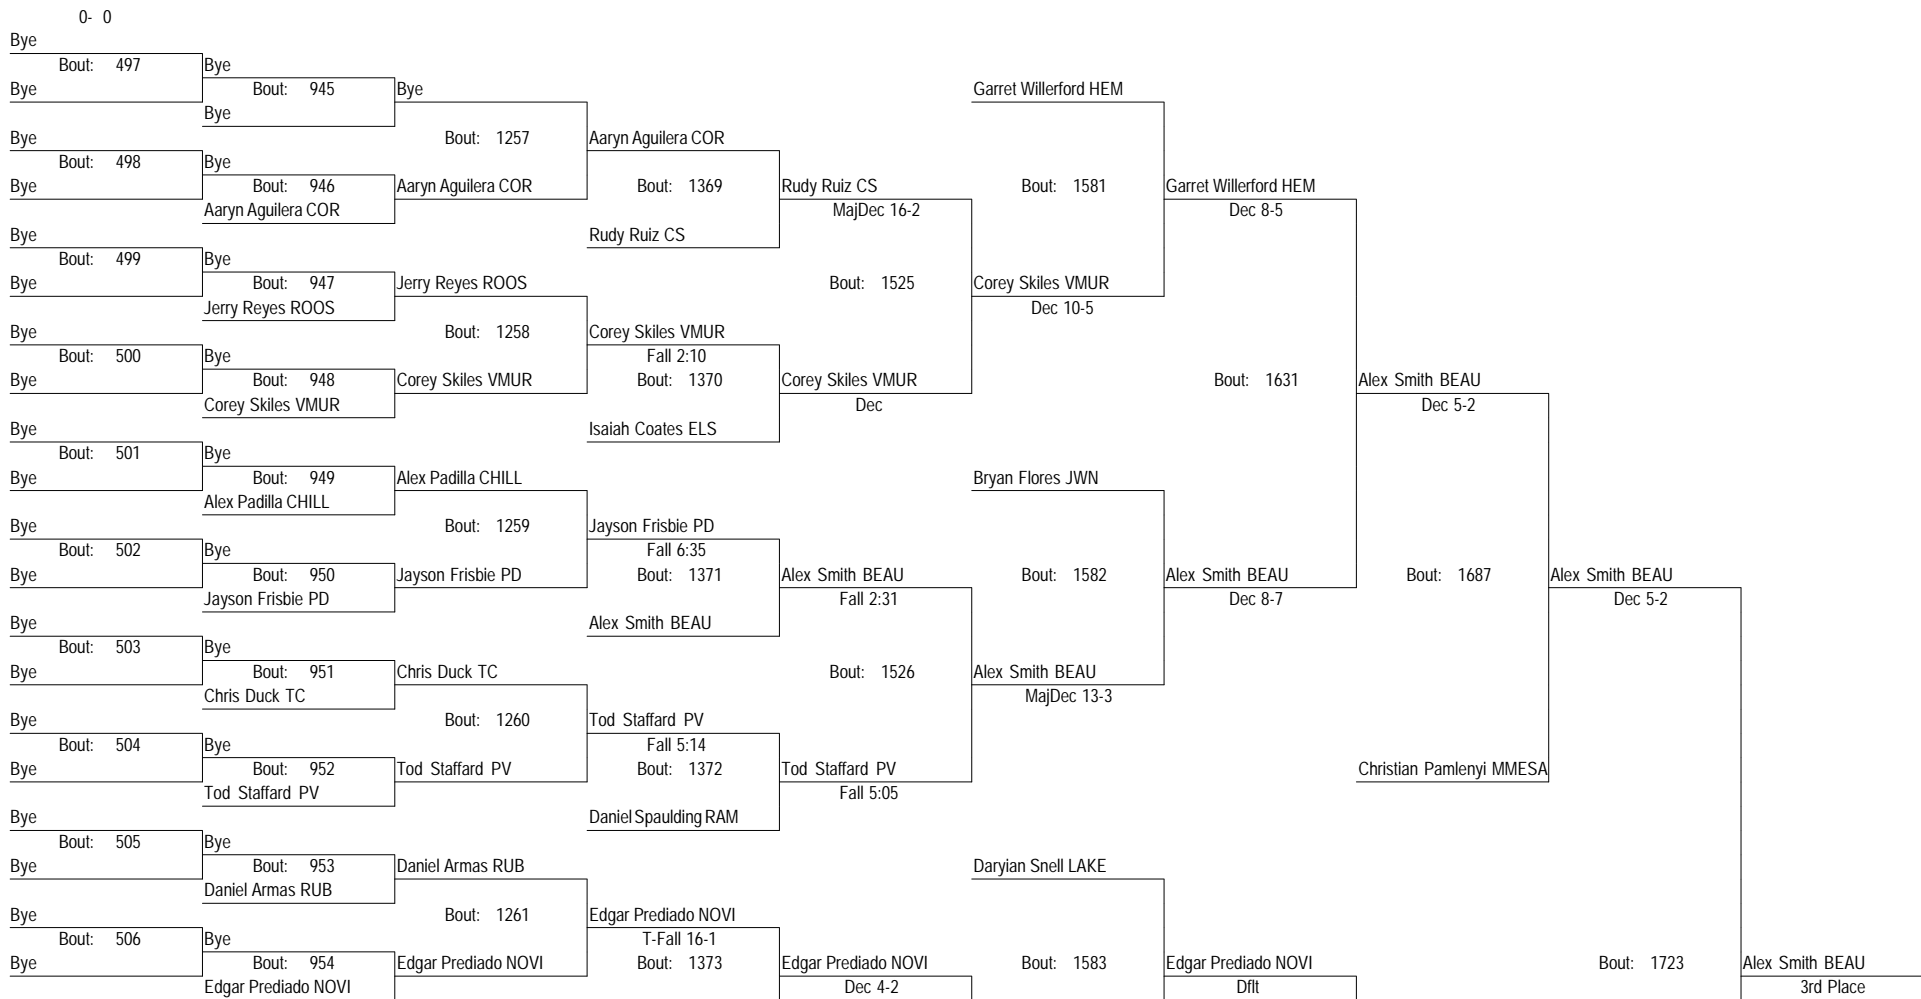 0- 0
Bye
Bout: 497 Bye
Bye Bout: 945 Bye Garret Willerford HEM
Bye
Bye Bout: 1257 Aaryn Aguilera COR
Bout: 498 Bye
Bye Bout: 946 Aaryn Aguilera COR Bout: 1369 Rudy Ruiz CS Bout: 1581 Garret Willerford HEM
Aaryn Aguilera COR MajDec 16-2 Dec 8-5
Bye Rudy Ruiz CS
Bout: 499 Bye
Bye Bout: 947 Jerry Reyes ROOS Bout: 1525 Corey Skiles VMUR
Jerry Reyes ROOS Dec 10-5
Bye Bout: 1258 Corey Skiles VMUR
Bout: 500 Bye Fall 2:10
Bye Bout: 948 Corey Skiles VMUR Bout: 1370 Corey Skiles VMUR Bout: 1631 Alex Smith BEAU
Corey Skiles VMUR Dec Dec 5-2
Bye Isaiah Coates ELS
Bout: 501 Bye
Bye Bout: 949 Alex Padilla CHILL Bryan Flores JWN
Alex Padilla CHILL
Bye Bout: 1259 Jayson Frisbie PD
Bout: 502 Bye Fall 6:35
Bye Bout: 950 Jayson Frisbie PD Bout: 1371 Alex Smith BEAU Bout: 1582 Alex Smith BEAU Bout: 1687 Alex Smith BEAU
Jayson Frisbie PD Fall 2:31 Dec 8-7 Dec 5-2
Bye Alex Smith BEAU
Bout: 503 Bye
Bye Bout: 951 Chris Duck TC Bout: 1526 Alex Smith BEAU
Chris Duck TC MajDec 13-3
Bye Bout: 1260 Tod Staffard PV
Bout: 504 Bye Fall 5:14
Bye Bout: 952 Tod Staffard PV Bout: 1372 Tod Staffard PV Christian Pamlenyi MMESA
Tod Staffard PV Fall 5:05
Bye Daniel Spaulding RAM
Bout: 505 Bye
Bye Bout: 953 Daniel Armas RUB Daryian Snell LAKE
Daniel Armas RUB
Bye Bout: 1261 Edgar Prediado NOVI
Bout: 506 Bye T-Fall 16-1
Bye Bout: 954 Edgar Prediado NOVI Bout: 1373 Edgar Prediado NOVI Bout: 1583 Edgar Prediado NOVI Bout: 1723 Alex Smith BEAU
Edgar Prediado NOVI Dec 4-2 Dflt 3rd Place